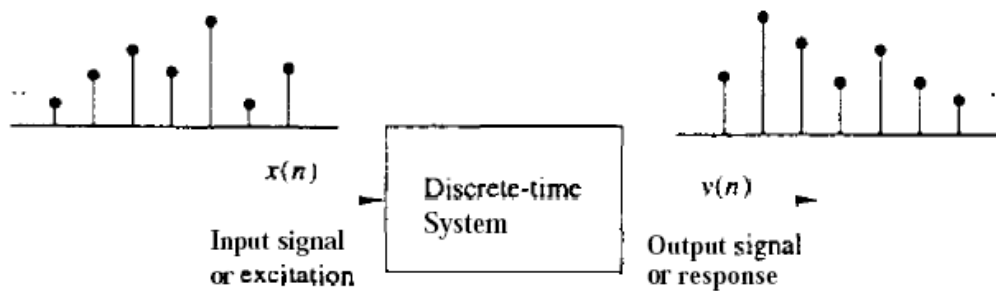 x(n)
Discrete-time
System
v(n)
Input signal
or excitation
Output signal
or response